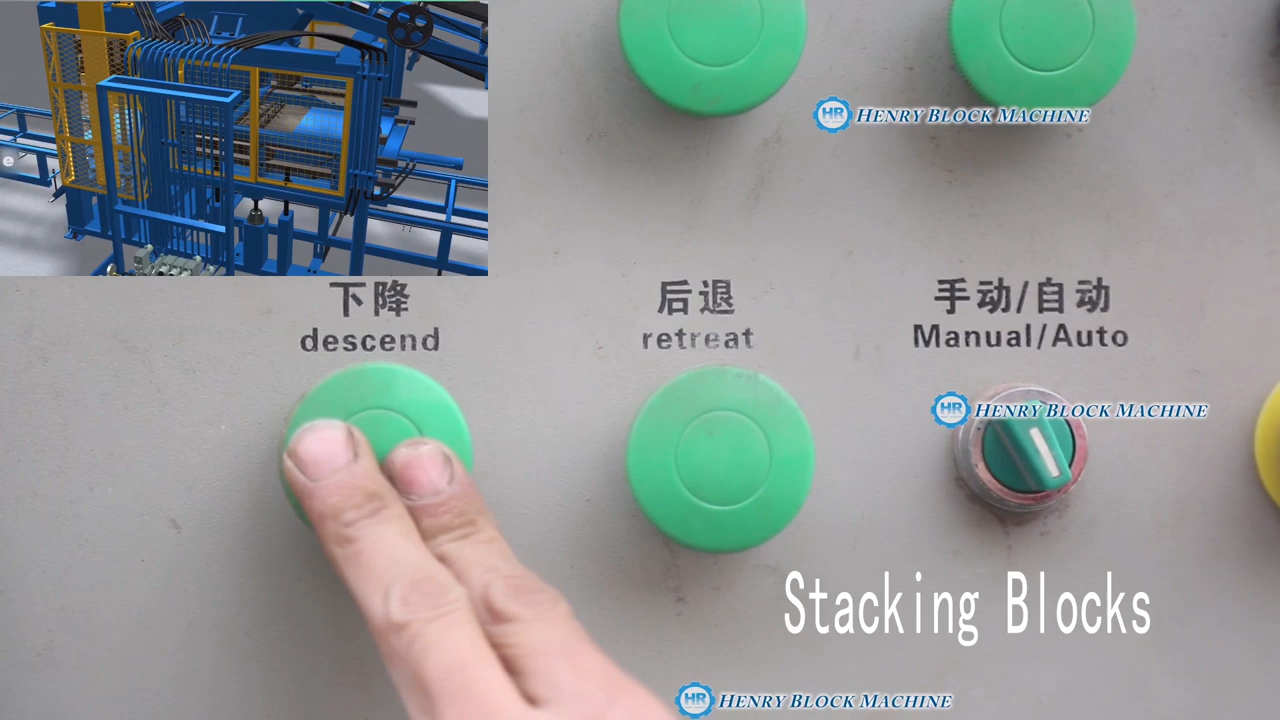 HR HENRY BLOCK MACHINE
e
下降
descend
后退
retreat
手动/自动
Manual/Auto
HR HENRY BLOCK MACHINE
Stacking Blocks
HR HENRY BLOCK MACHINE